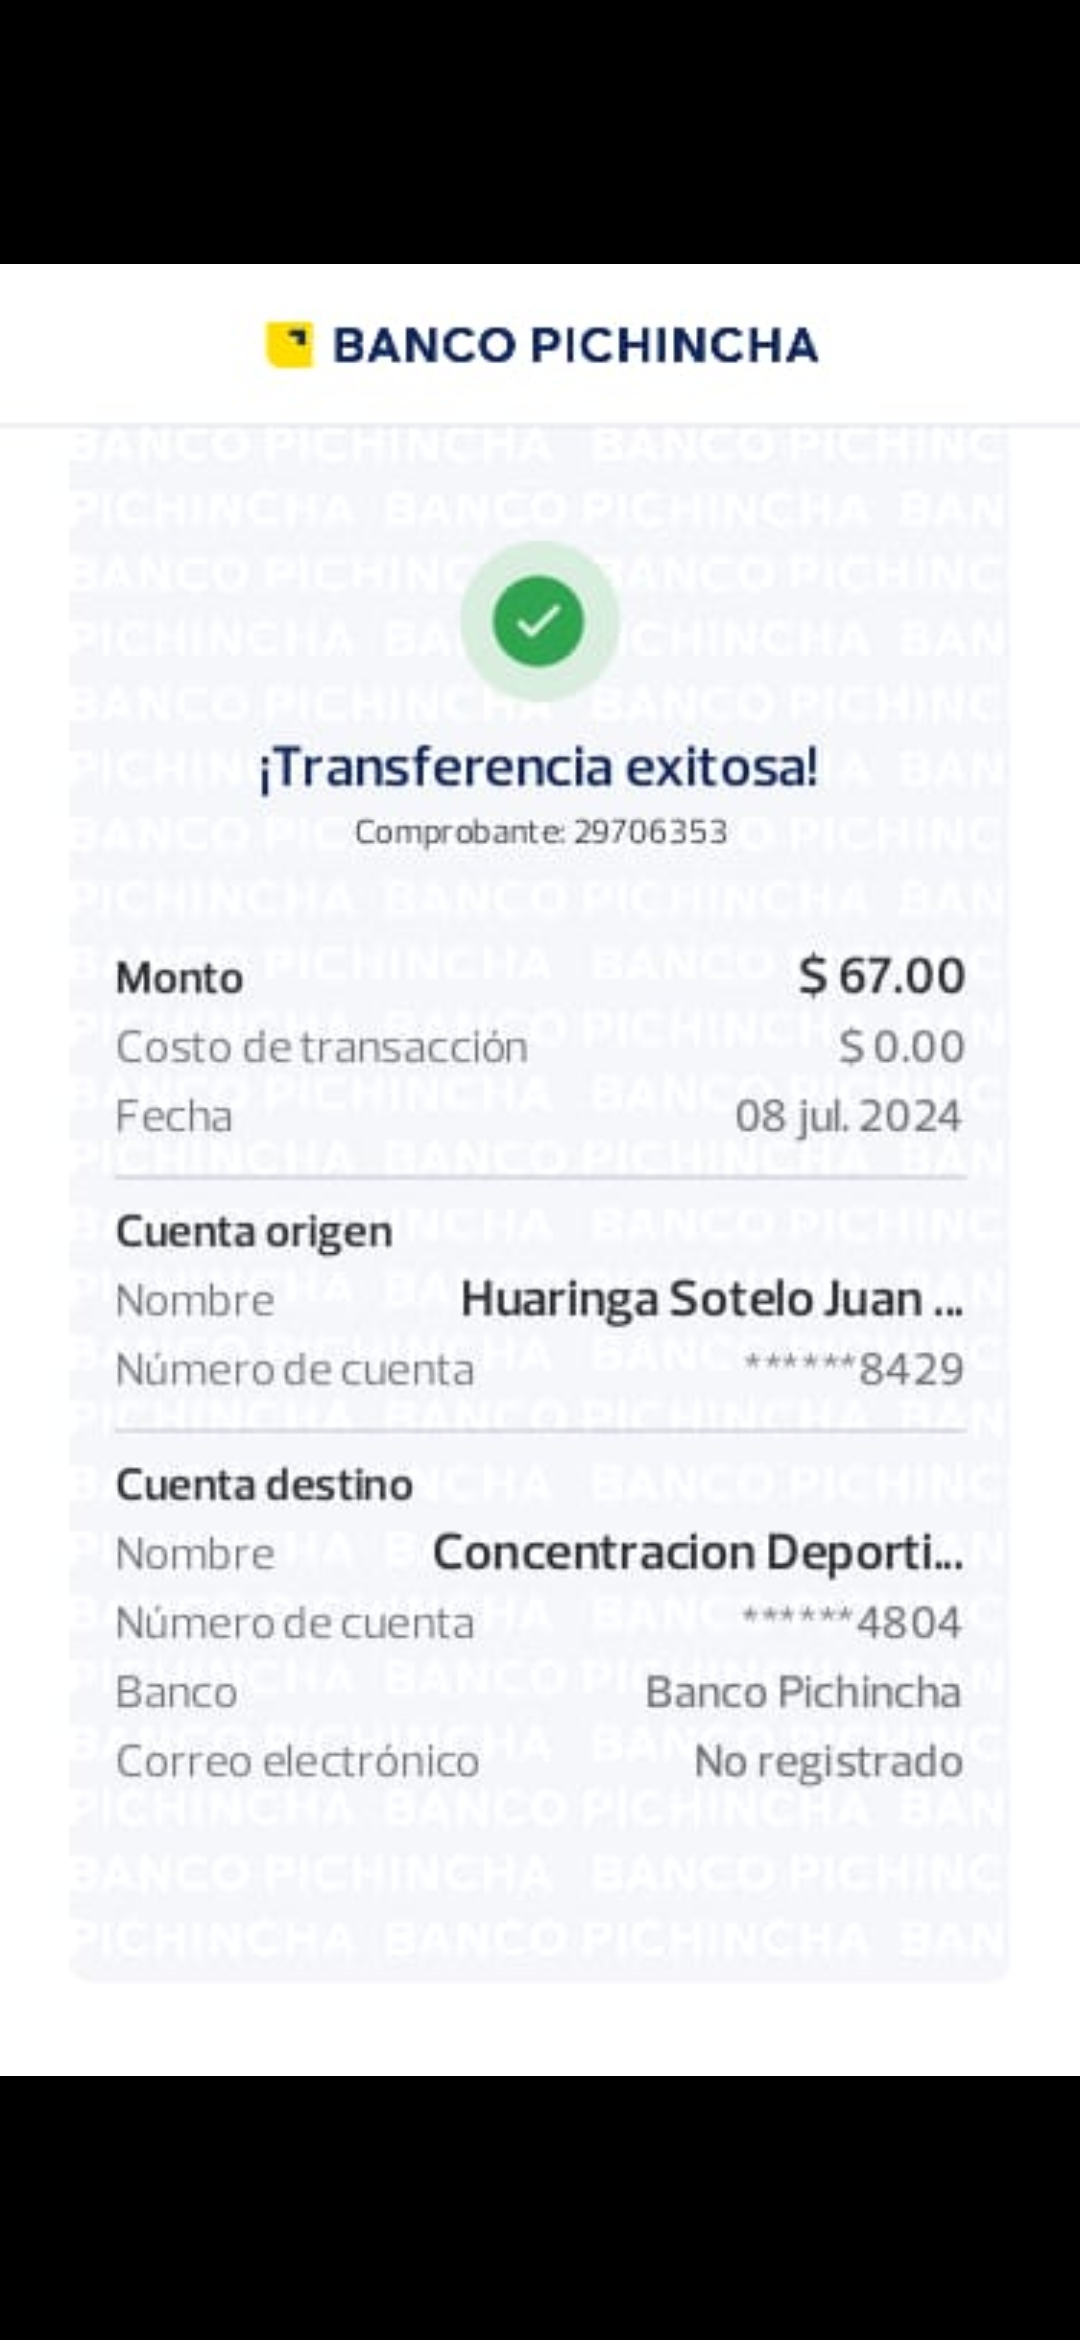 BANCO PICHINCHA
¡Transferencia exitosa!
Comprobante: 29706353
Monto $ 67.00
Costo de transacción $ 0.00
Fecha 08 jul. 2024
Cuenta origen
Nombre Huaringa Sotelo Juan ...
Número de cuenta ******8429
Cuenta destino
Nombre Concentracion Deporti...
Número de cuenta ******4804
Banco Banco Pichincha
Correo electrónico No registrado